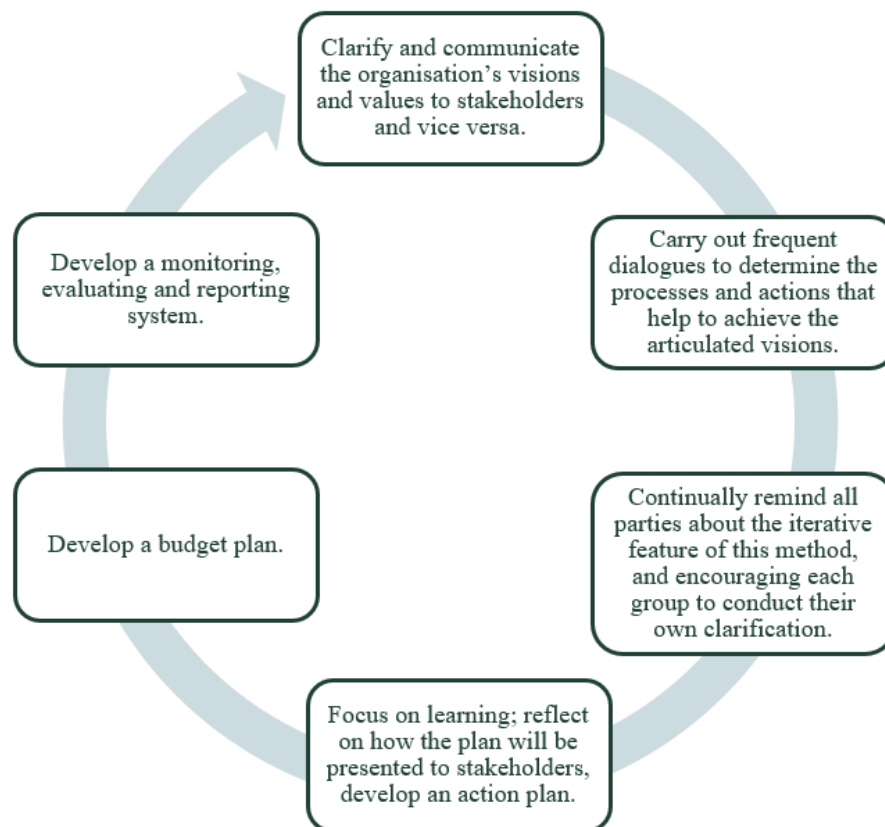 Clarify and communicate
the organisation’s visions
and values to stakeholders
and vice versa.
Carry out frequent
dialogues to determine the
processes and actions that
help to achieve the
articulated visions.
Continually remind all
parties about the iterative
feature of this method,
and encouraging each
group to conduct their
own clarification.
Focus on learning; reflect
on how the plan will be
presented to stakeholders,
develop an action plan.
Develop a budget plan.
Develop a monitoring,
evaluating and reporting
system.